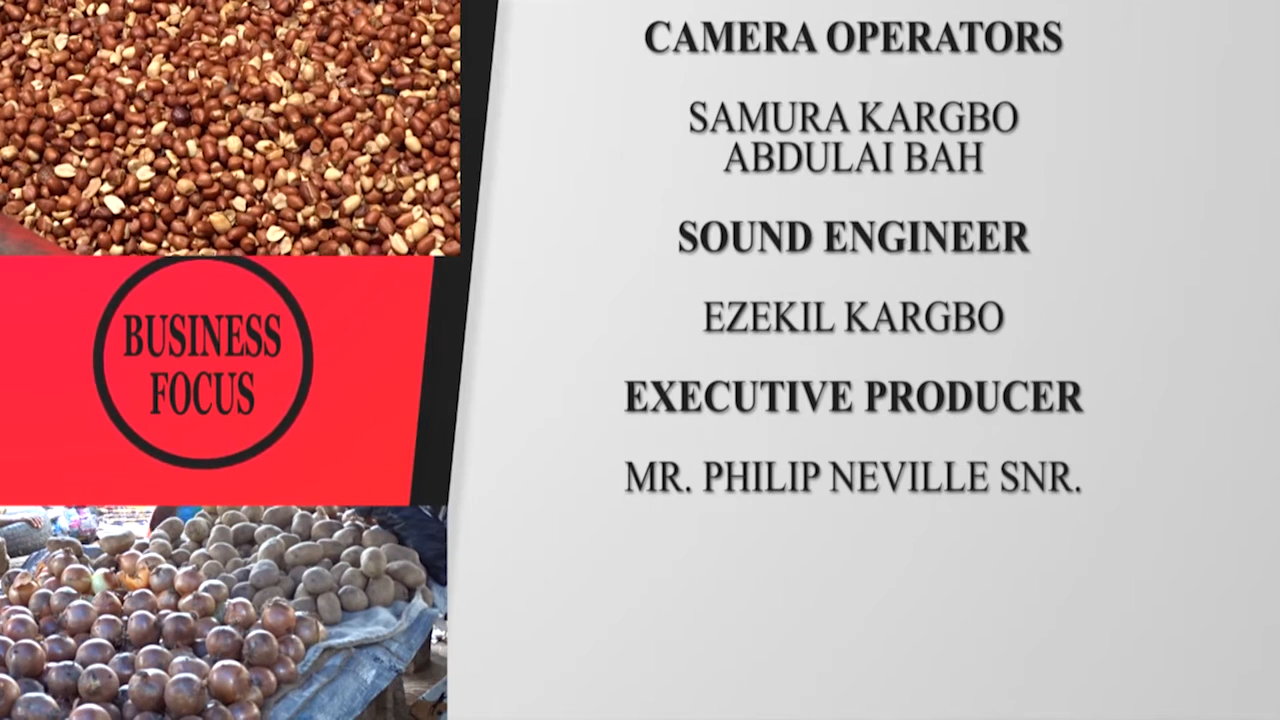 BUSINESS
FOCUS
CAMERA OPERATORS
SAMURA KARGBO
ABDULAI BAH
SOUND ENGINEER
EZEKIL KARGBO
EXECUTIVE PRODUCER
MR. PHILIP NEVILLE SNR.